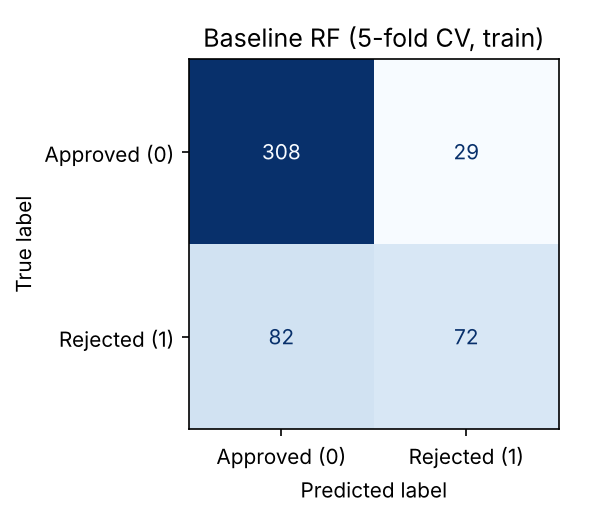 Baseline RF (5-fold CV, train)
True label
Approved (0)
308
29
Rejected (1)
82
72
Approved (0)
Rejected (1)
Predicted label